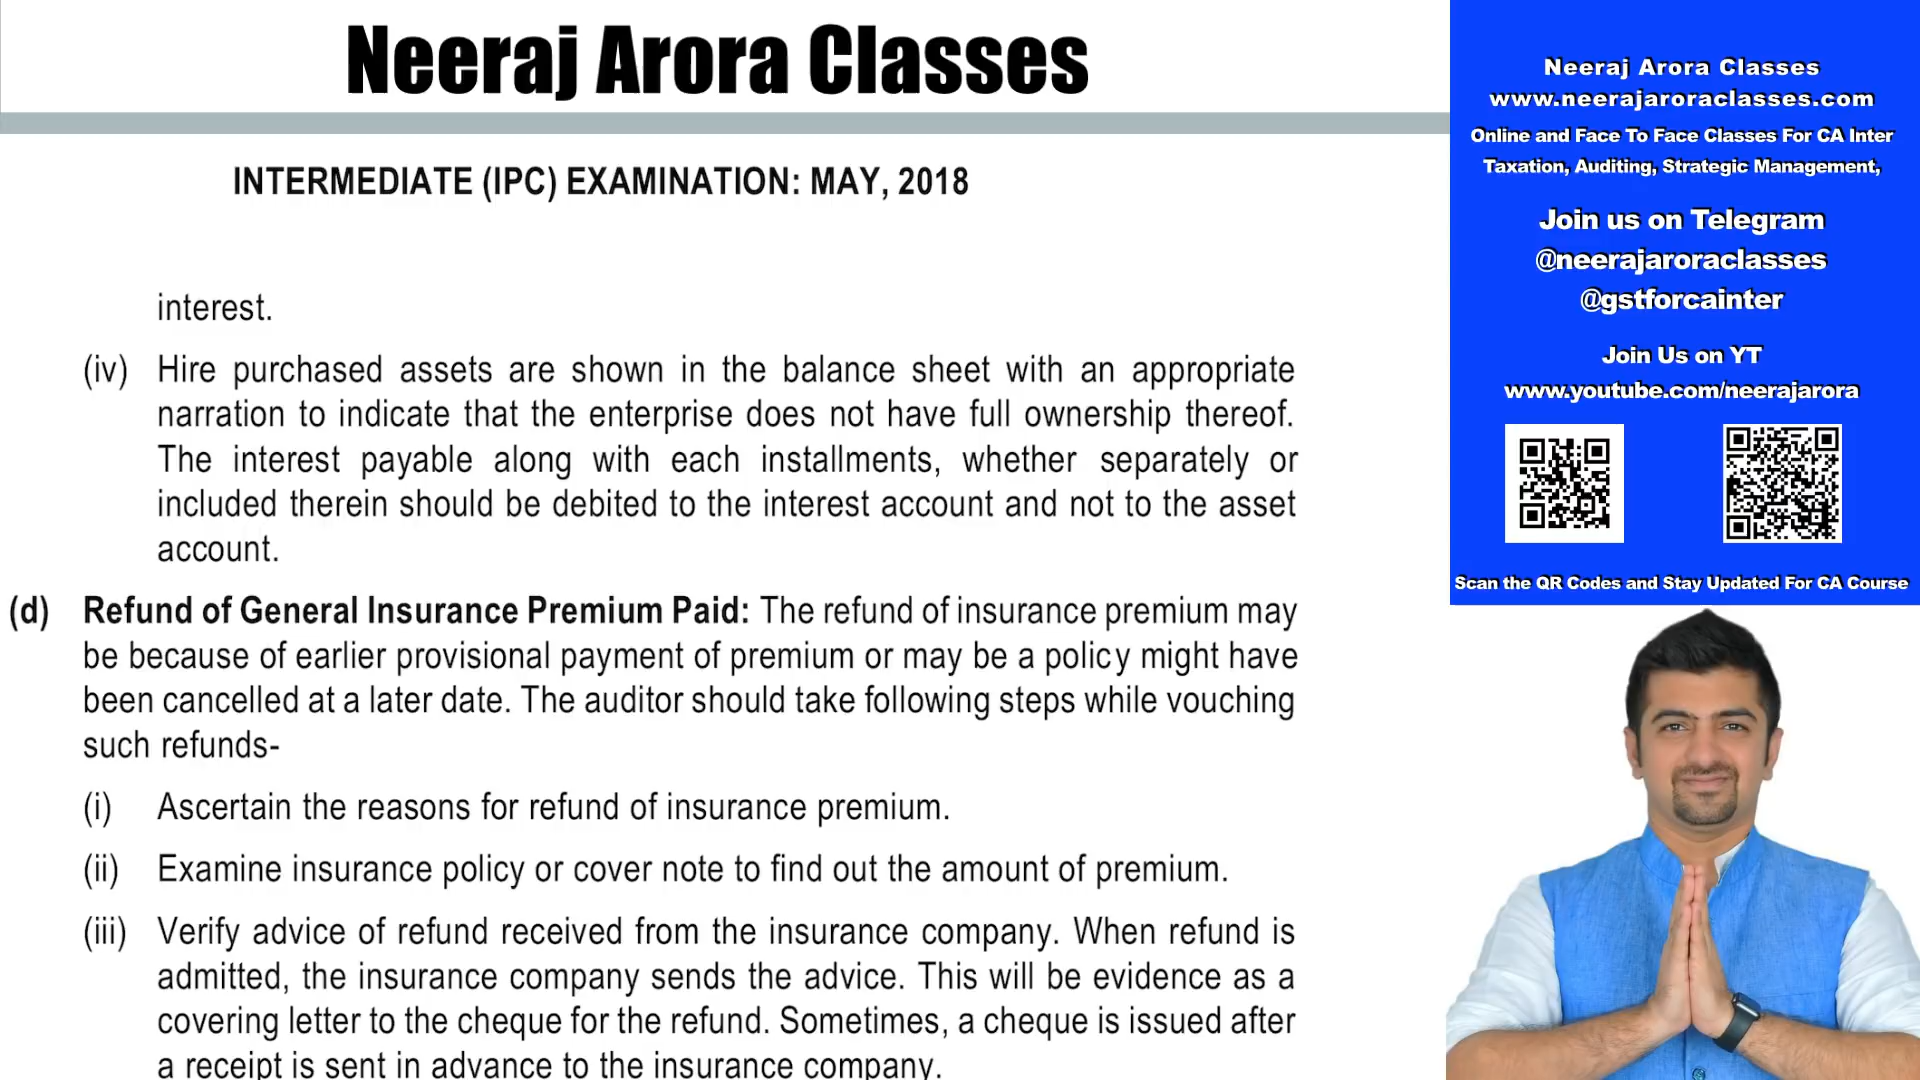 Neeraj Arora Classes
INTERMEDIATE (IPC) EXAMINATION: MAY, 2018
interest.
(iv) Hire purchased assets are shown in the balance sheet with an appropriate
narration to indicate that the enterprise does not have full ownership thereof.
The interest payable along with each installments, whether separately or
included therein should be debited to the interest account and not to the asset
account.
(d) Refund of General Insurance Premium Paid: The refund of insurance premium may
be because of earlier provisional payment of premium or may be a policy might have
been cancelled at a later date. The auditor should take following steps while vouching
such refunds-
(i) Ascertain the reasons for refund of insurance premium.
(ii) Examine insurance policy or cover note to find out the amount of premium.
(iii) Verify advice of refund received from the insurance company. When refund is
admitted, the insurance company sends the advice. This will be evidence as a
covering letter to the cheque for the refund. Sometimes, a cheque is issued after
a receipt is sent in advance to the insurance company.
Neeraj Arora Classes
www.neerajaroraclasses.com
Online and Face To Face Classes For CA Inter
Taxation, Auditing, Strategic Management,
Join us on Telegram
@neerajaroraclasses
@gstforcainter
Join Us on YT
www.youtube.com/neerajarora
Scan the QR Codes and Stay Updated For CA Course